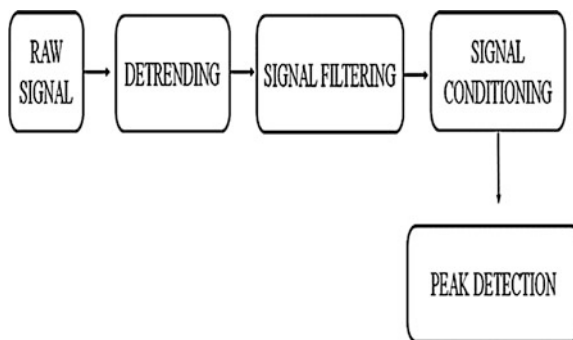 RAW
SIGNAL
DETRENDING
SIGNAL FILTERING
SIGNAL
CONDITIONING
PEAK DETECTION